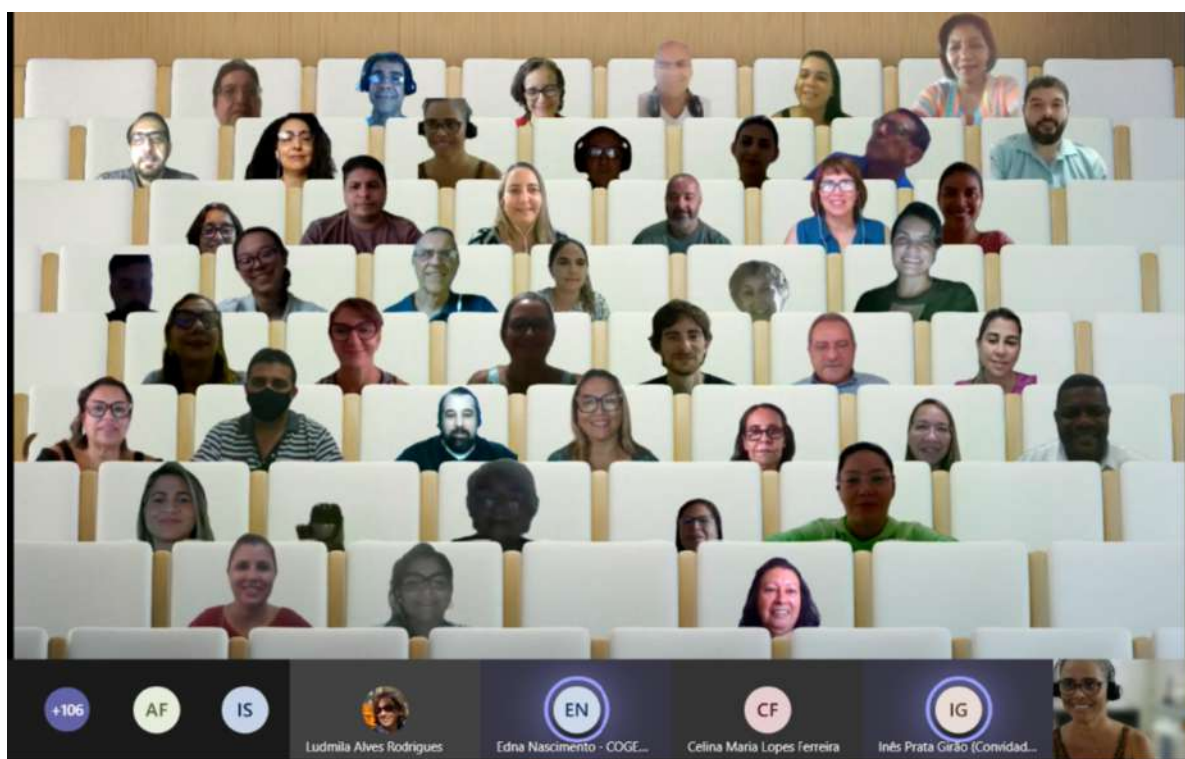 +106
AF
IS
Ludmila Alves Rodrigues
EN
Edna Nascimento - COGE...
CF
Celina Maria Lopes Ferreira
IG
Inês Prata Girão (Convidad...